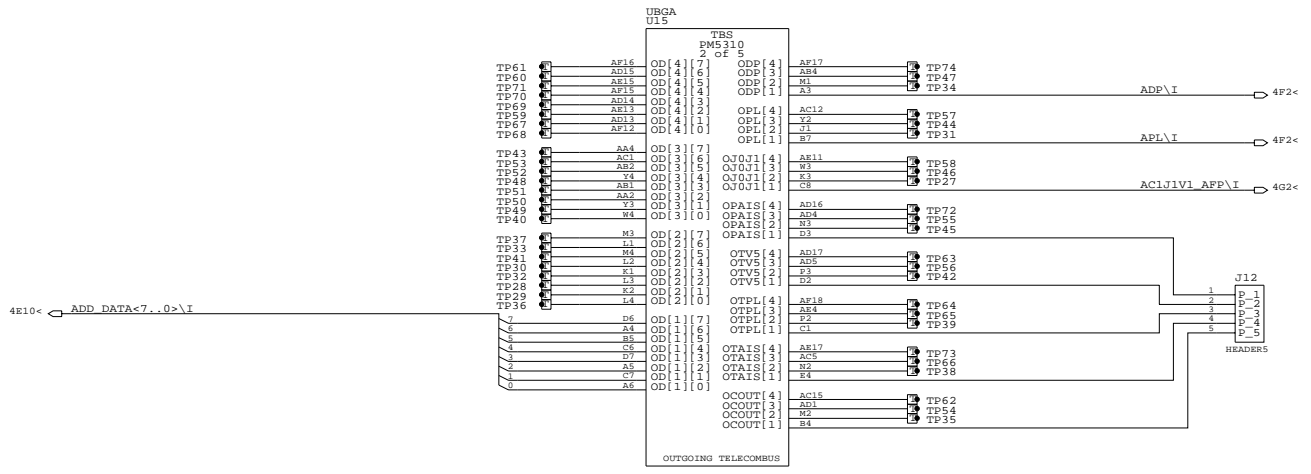 UBGA
U15
TBS
PM5310
2 of 5
TP61 AF16 OD[4][7]
TP60 AD15 OD[4][6]
TP71 AE15 OD[4][5]
TP70 AF15 OD[4][4]
TP69 AD14 OD[4][3]
TP59 AE13 OD[4][2]
TP67 AD13 OD[4][1]
TP68 AF12 OD[4][0]
TP43 AA4 OD[3][7]
TP53 AC1 OD[3][6]
TP52 AB2 OD[3][5]
TP48 Y4 OD[3][4]
TP51 AB1 OD[3][3]
TP50 AA2 OD[3][2]
TP49 Y3 OD[3][1]
TP40 W4 OD[3][0]
TP37 M3 OD[2][7]
TP33 L1 OD[2][6]
TP41 M4 OD[2][5]
TP30 L2 OD[2][4]
TP32 K1 OD[2][3]
TP28 L3 OD[2][2]
TP29 K2 OD[2][1]
TP36 L4 OD[2][0]
4E10< ADD_DATA<7..0>\I
7 D6 OD[1][7]
6 A4 OD[1][6]
5 B5 OD[1][5]
4 C6 OD[1][4]
3 D7 OD[1][3]
2 A5 OD[1][2]
1 C7 OD[1][1]
0 A6 OD[1][0]
ODP[4] AF17 TP74
ODP[3] AB4 TP47
ODP[2] M1 TP34
ODP[1] A3 ADP\I 4F2<
OPL[4] AC12 TP57
OPL[3] Y2 TP44
OPL[2] J1 TP31
OPL[1] B7 APL\I 4F2<
OJ0J1[4] AE11 TP58
OJ0J1[3] W3 TP46
OJ0J1[2] K3 TP27
OJ0J1[1] C8 AC1J1V1_AFP\I 4G2<
OPAIS[4] AD16 TP72
OPAIS[3] AD4 TP55
OPAIS[2] N3 TP45
OPAIS[1] D3
OTV5[4] AD17 TP63
OTV5[3] AD5 TP56
OTV5[2] P3 TP42
OTV5[1] D2
OTPL[4] AF18 TP64
OTPL[3] AE4 TP65
OTPL[2] P2 TP39
OTPL[1] C1
OTAIS[4] AE17 TP73
OTAIS[3] AC5 TP66
OTAIS[2] N2 TP38
OTAIS[1] E4
OCOUT[4] AC15 TP62
OCOUT[3] AD1 TP54
OCOUT[2] M2 TP35
OCOUT[1] B4
J12
1 P_1
2 P_2
3 P_3
4 P_4
5 P_5
HEADER5
OUTGOING TELECOMBUS